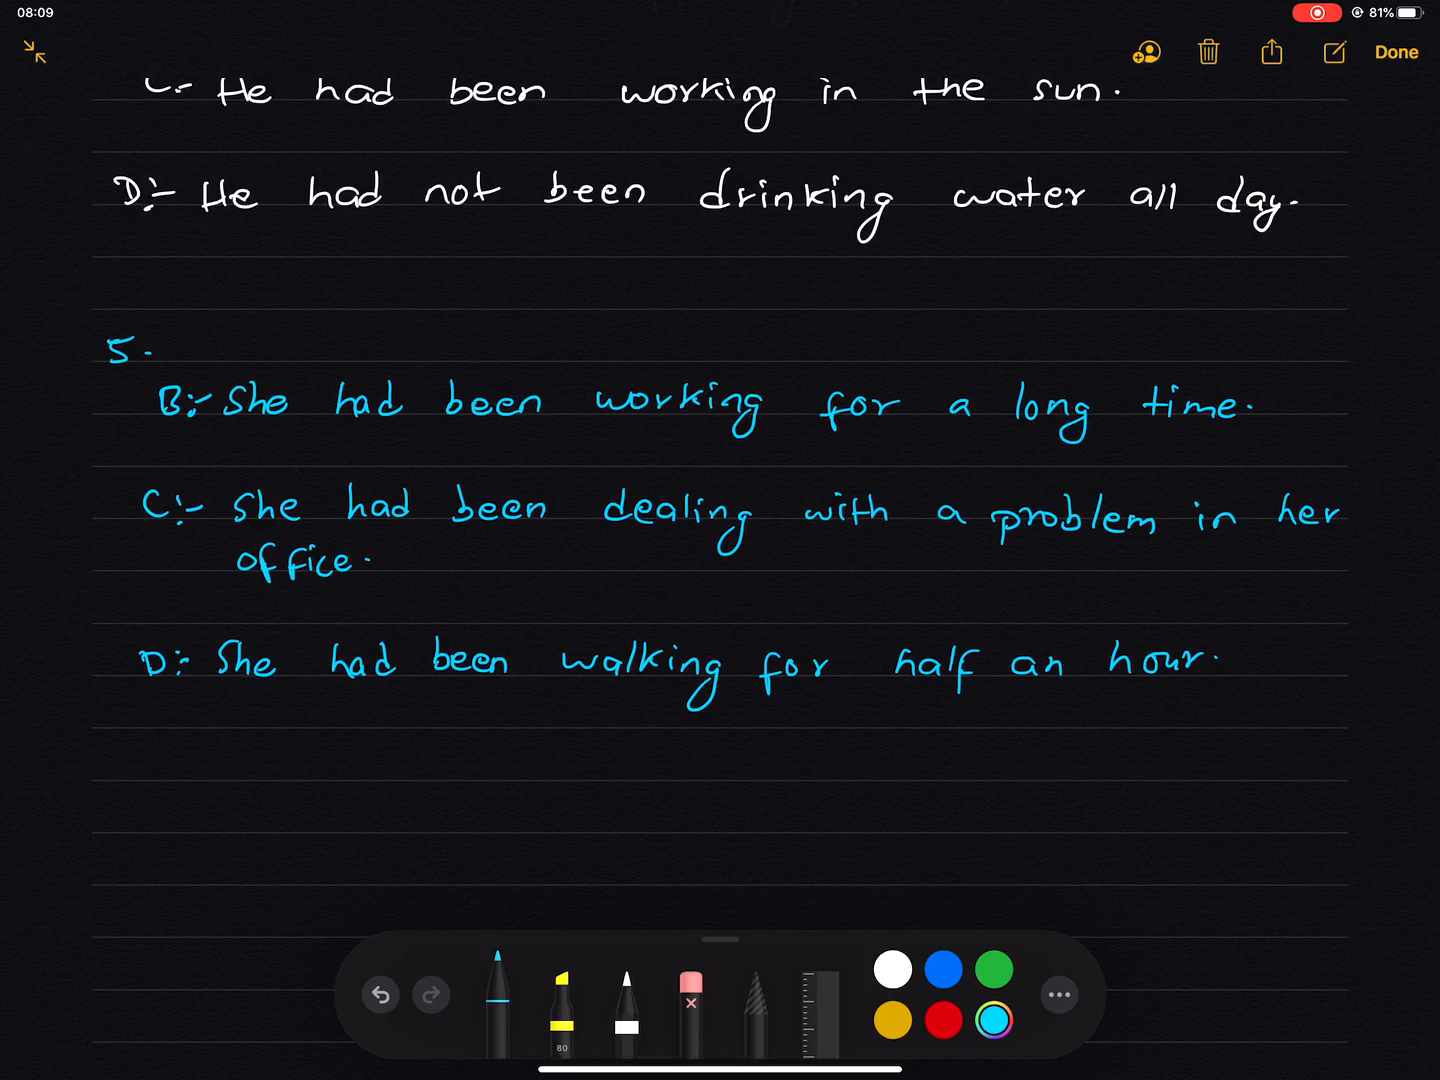 08:09
81%
Done
C:- He had been working in the sun.
D:- He had not been drinking water all day.
5.
B:- She had been working for a long time.
C:- She had been dealing with a problem in her
office.
D:- She had been walking for half an hour.
80